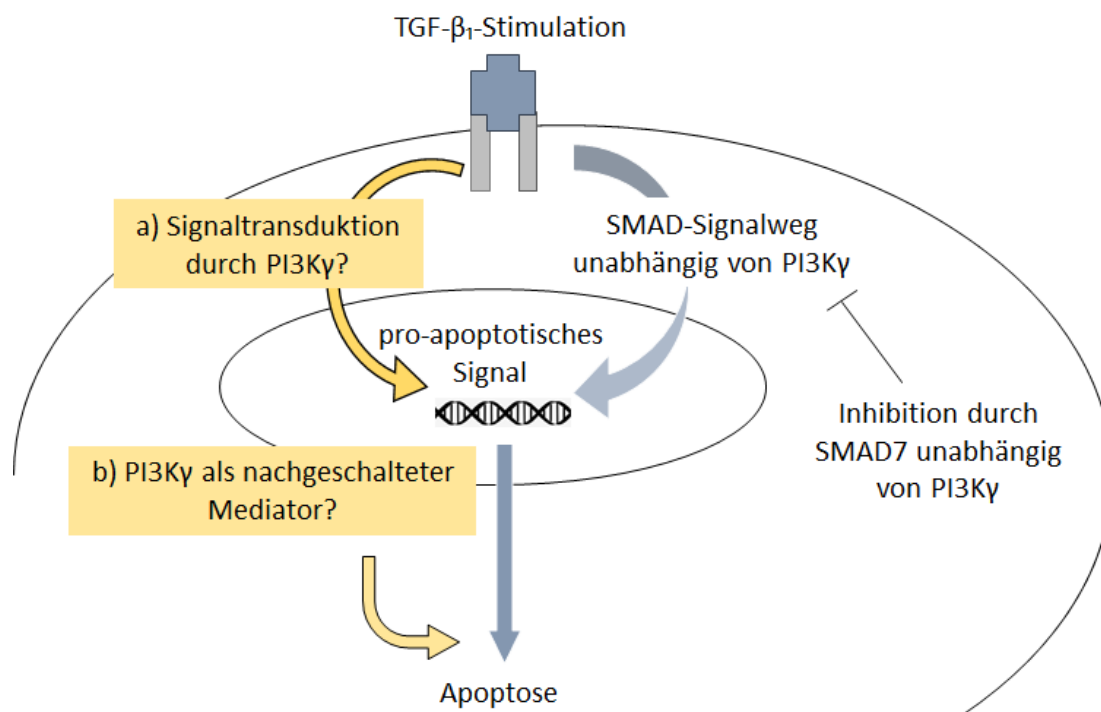 TGF-β₁-Stimulation
a) Signaltransduktion
durch PI3Kγ?
SMAD-Signalweg
unabhängig von PI3Kγ
pro-apoptotisches
Signal
Inhibition durch
SMAD7 unabhängig
von PI3Kγ
b) PI3Kγ als nachgeschalteter
Mediator?
Apoptose